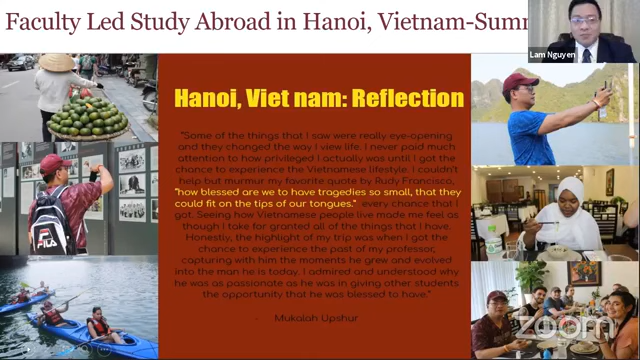 Faculty Led Study Abroad in Hanoi, Vietnam-Summ
Lam Nguyen
Hanoi, Viet nam: Reflection
"Some of the things that I saw were really eye-opening
and they changed the way I view life. I never paid much
attention to how privileged I actually was until I got the
chance to experience the Vietnamese lifestyle. I couldn't
help but murmur my favorite quote by Rudy Francisco,
"how blessed are we to have tragedies so small, that they
could fit on the tips of our tongues." every chance that I
got. Seeing how Vietnamese people live made me feel as
though I take for granted all of the things that I have.
Honestly, the highlight of my trip was when I got the
chance to experience the past of my professor,
capturing with him the moments he grew and evolved
into the man he is today. I admired and understood why
he was as passionate as he was in giving other students
the opportunity that he was blessed to have."
- Mukalah Upshur
FILA
zoom